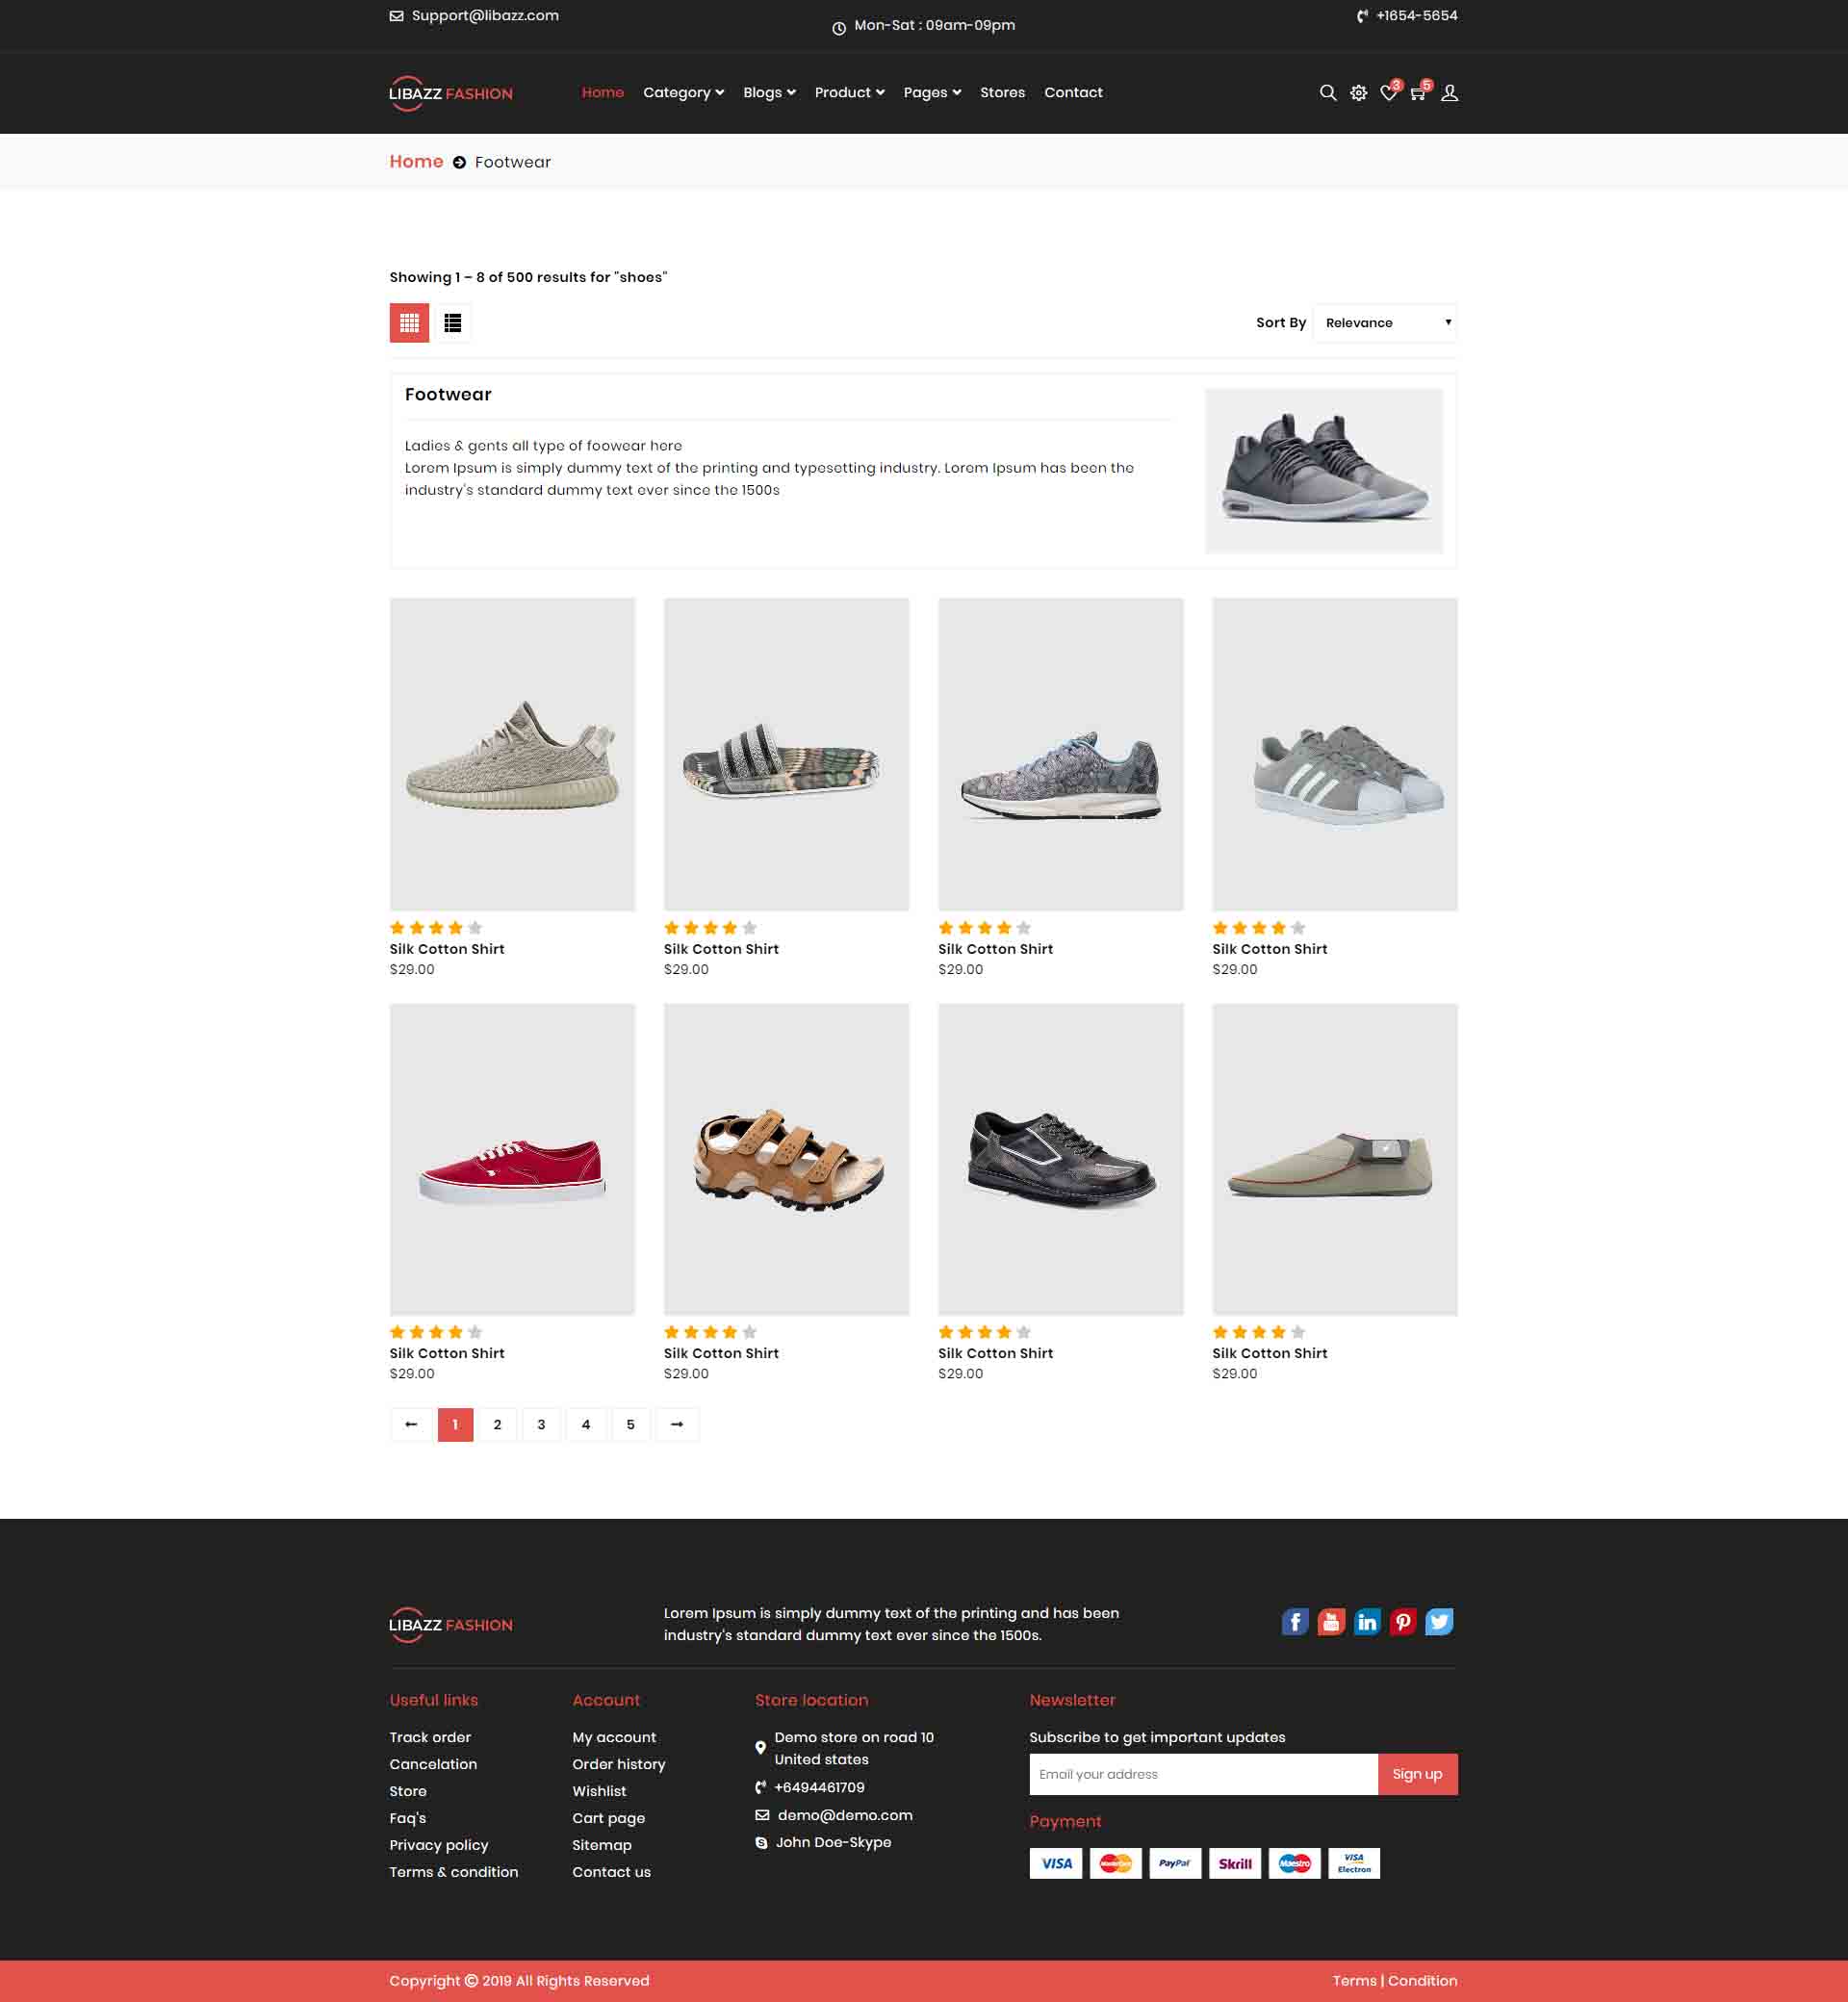 Support@libazz.com
Mon-Sat : 09am-09pm
+1654-5654
LIBAZZ FASHION
Home Category Blogs Product Pages Stores Contact
3 5
Home Footwear
Showing 1 – 8 of 500 results for "shoes"
Sort By Relevance
Footwear
Ladies & gents all type of foowear here
Lorem Ipsum is simply dummy text of the printing and typesetting industry. Lorem Ipsum has been the
industry's standard dummy text ever since the 1500s
Silk Cotton Shirt Silk Cotton Shirt Silk Cotton Shirt Silk Cotton Shirt
$29.00 $29.00 $29.00 $29.00
Silk Cotton Shirt Silk Cotton Shirt Silk Cotton Shirt Silk Cotton Shirt
$29.00 $29.00 $29.00 $29.00
1 2 3 4 5
LIBAZZ FASHION
Lorem Ipsum is simply dummy text of the printing and has been
industry's standard dummy text ever since the 1500s.
Useful links
Track order
Cancelation
Store
Faq's
Privacy policy
Terms & condition
Account
My account
Order history
Wishlist
Cart page
Sitemap
Contact us
Store location
Demo store on road 10
United states
+6494461709
demo@demo.com
John Doe-Skype
Newsletter
Subscribe to get important updates
Email your address Sign up
Payment
VISA MasterCard PayPal Skrill Maestro VISA
Electron
Copyright © 2019 All Rights Reserved
Terms | Condition